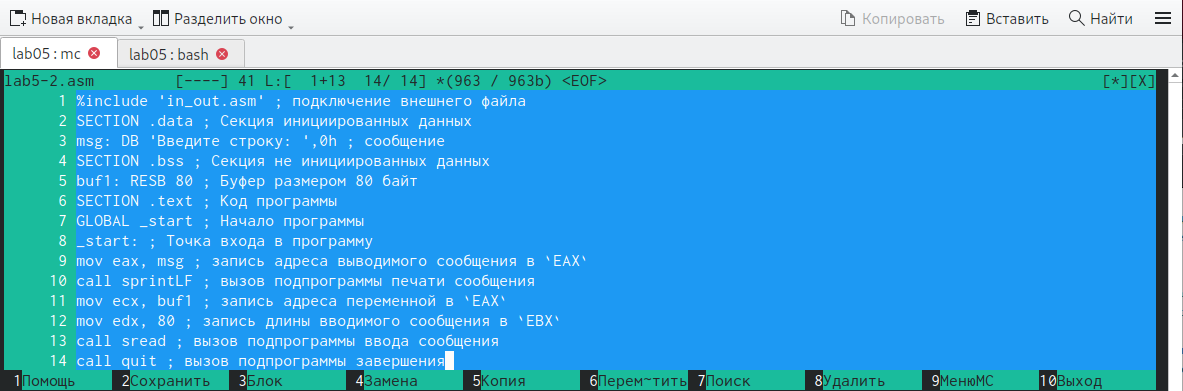 Новая вкладка Разделить окно Копировать Вставить Найти
lab05 : mc lab05 : bash
lab5-2.asm [----] 41 L:[ 1+13 14/ 14] *(963 / 963b) <EOF> [*][X]
1 %include 'in_out.asm' ; подключение внешнего файла
2 SECTION .data ; Секция инициированных данных
3 msg: DB 'Введите строку: ',0h ; сообщение
4 SECTION .bss ; Секция не инициированных данных
5 buf1: RESB 80 ; Буфер размером 80 байт
6 SECTION .text ; Код программы
7 GLOBAL _start ; Начало программы
8 _start: ; Точка входа в программу
9 mov eax, msg ; запись адреса выводимого сообщения в `EAX`
10 call sprintLF ; вызов подпрограммы печати сообщения
11 mov ecx, buf1 ; запись адреса переменной в `EAX`
12 mov edx, 80 ; запись длины вводимого сообщения в `EBX`
13 call sread ; вызов подпрограммы ввода сообщения
14 call quit ; вызов подпрограммы завершения
1Помощь 2Сохранить 3Блок 4Замена 5Копия 6Перем~тить 7Поиск 8Удалить 9МенюMC 10Выход